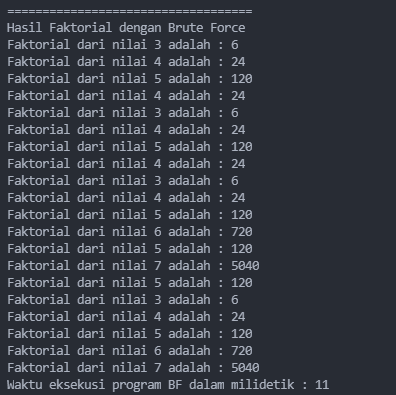 ===================================
Hasil Faktorial dengan Brute Force
Faktorial dari nilai 3 adalah : 6
Faktorial dari nilai 4 adalah : 24
Faktorial dari nilai 5 adalah : 120
Faktorial dari nilai 4 adalah : 24
Faktorial dari nilai 3 adalah : 6
Faktorial dari nilai 4 adalah : 24
Faktorial dari nilai 5 adalah : 120
Faktorial dari nilai 4 adalah : 24
Faktorial dari nilai 3 adalah : 6
Faktorial dari nilai 4 adalah : 24
Faktorial dari nilai 5 adalah : 120
Faktorial dari nilai 6 adalah : 720
Faktorial dari nilai 5 adalah : 120
Faktorial dari nilai 7 adalah : 5040
Faktorial dari nilai 5 adalah : 120
Faktorial dari nilai 3 adalah : 6
Faktorial dari nilai 4 adalah : 24
Faktorial dari nilai 5 adalah : 120
Faktorial dari nilai 6 adalah : 720
Faktorial dari nilai 7 adalah : 5040
Waktu eksekusi program BF dalam milidetik : 11